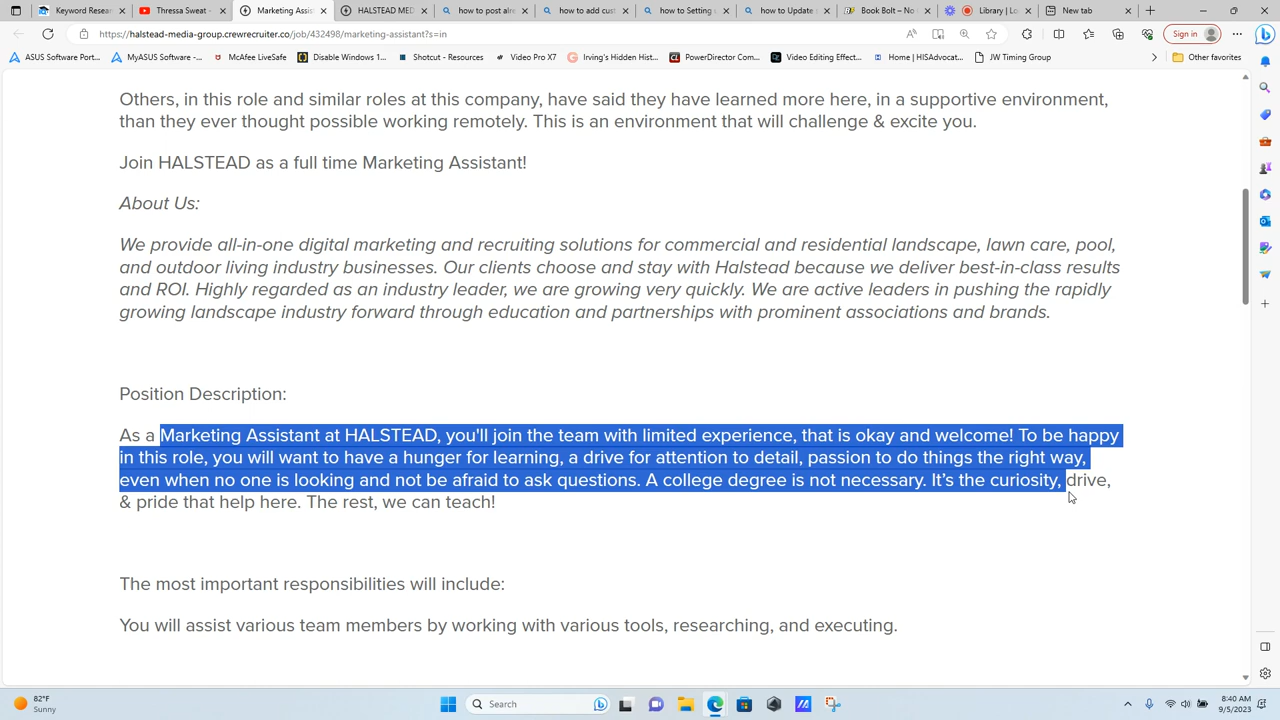 Keyword Resear
Thressa Sweat -
Marketing Assis
HALSTEAD MED
how to post alre
how to add cust
how to Setting u
how to Update s
Book Bolt – No
Library | Lo
New tab
https://halstead-media-group.crewrecruiter.co/job/432498/marketing-assistant?s=in
Sign in
ASUS Software Port...
MyASUS Software -...
McAfee LiveSafe
Disable Windows 1...
Shotcut - Resources
Video Pro X7
Irving's Hidden Hist...
PowerDirector Com...
Video Editing Effect...
Home | HISAdvocat...
JW Timing Group
Other favorites
Others, in this role and similar roles at this company, have said they have learned more here, in a supportive environment,
than they ever thought possible working remotely. This is an environment that will challenge & excite you.
Join HALSTEAD as a full time Marketing Assistant!
About Us:
We provide all-in-one digital marketing and recruiting solutions for commercial and residential landscape, lawn care, pool,
and outdoor living industry businesses. Our clients choose and stay with Halstead because we deliver best-in-class results
and ROI. Highly regarded as an industry leader, we are growing very quickly. We are active leaders in pushing the rapidly
growing landscape industry forward through education and partnerships with prominent associations and brands.
Position Description:
As a Marketing Assistant at HALSTEAD, you'll join the team with limited experience, that is okay and welcome! To be happy
in this role, you will want to have a hunger for learning, a drive for attention to detail, passion to do things the right way,
even when no one is looking and not be afraid to ask questions. A college degree is not necessary. It's the curiosity, drive,
& pride that help here. The rest, we can teach!
The most important responsibilities will include:
You will assist various team members by working with various tools, researching, and executing.
82°F
Sunny
Search
8:40 AM
9/5/2023